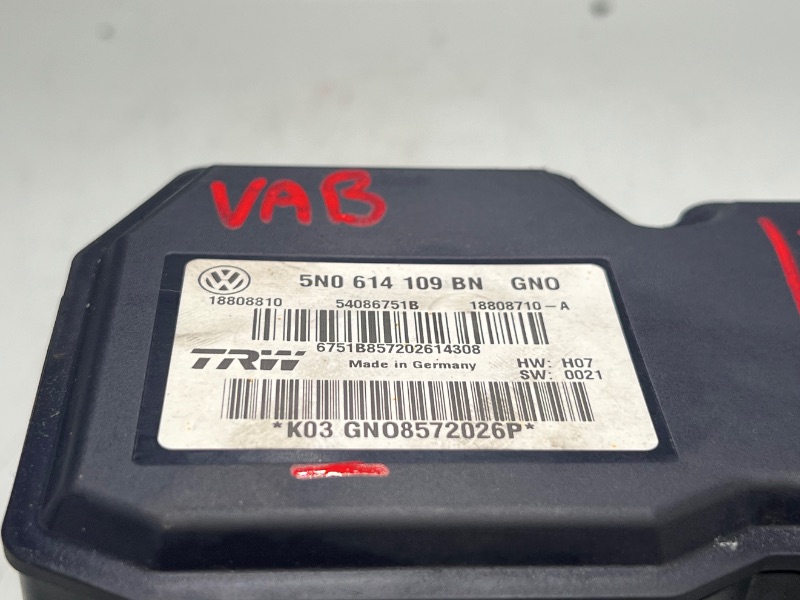 VAB
5N0 614 109 BN GNO
18808810 54086751B 18808710-A
6751B857202614308
TRW Made in Germany HW: H07
SW: 0021
*K03 GNO8572026P*